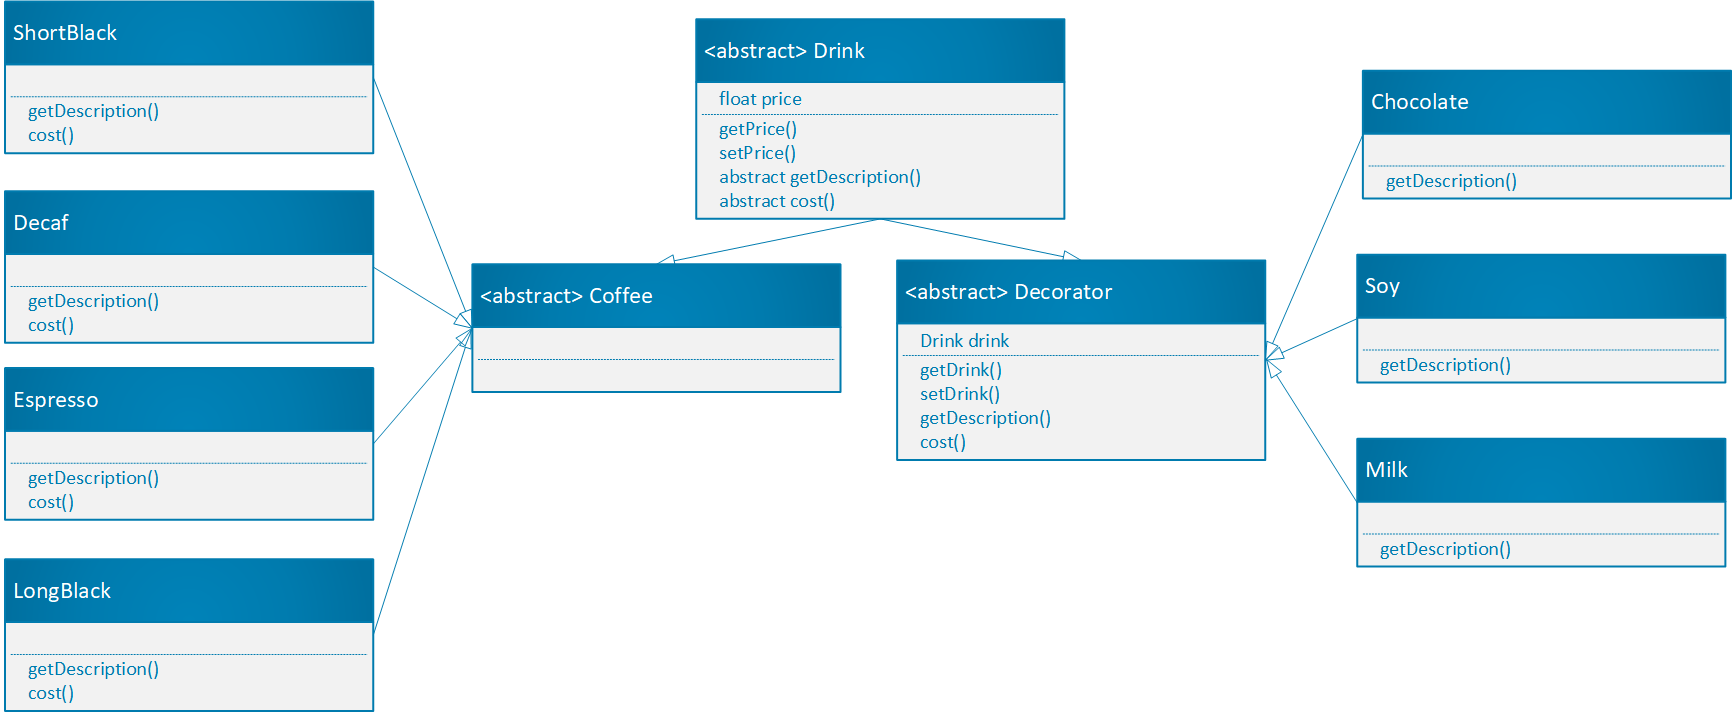 ShortBlack
getDescription()
cost()
Decaf
getDescription()
cost()
Espresso
getDescription()
cost()
LongBlack
getDescription()
cost()
<abstract> Drink
float price
getPrice()
setPrice()
abstract getDescription()
abstract cost()
<abstract> Coffee
<abstract> Decorator
Drink drink
getDrink()
setDrink()
getDescription()
cost()
Chocolate
getDescription()
Soy
getDescription()
Milk
getDescription()